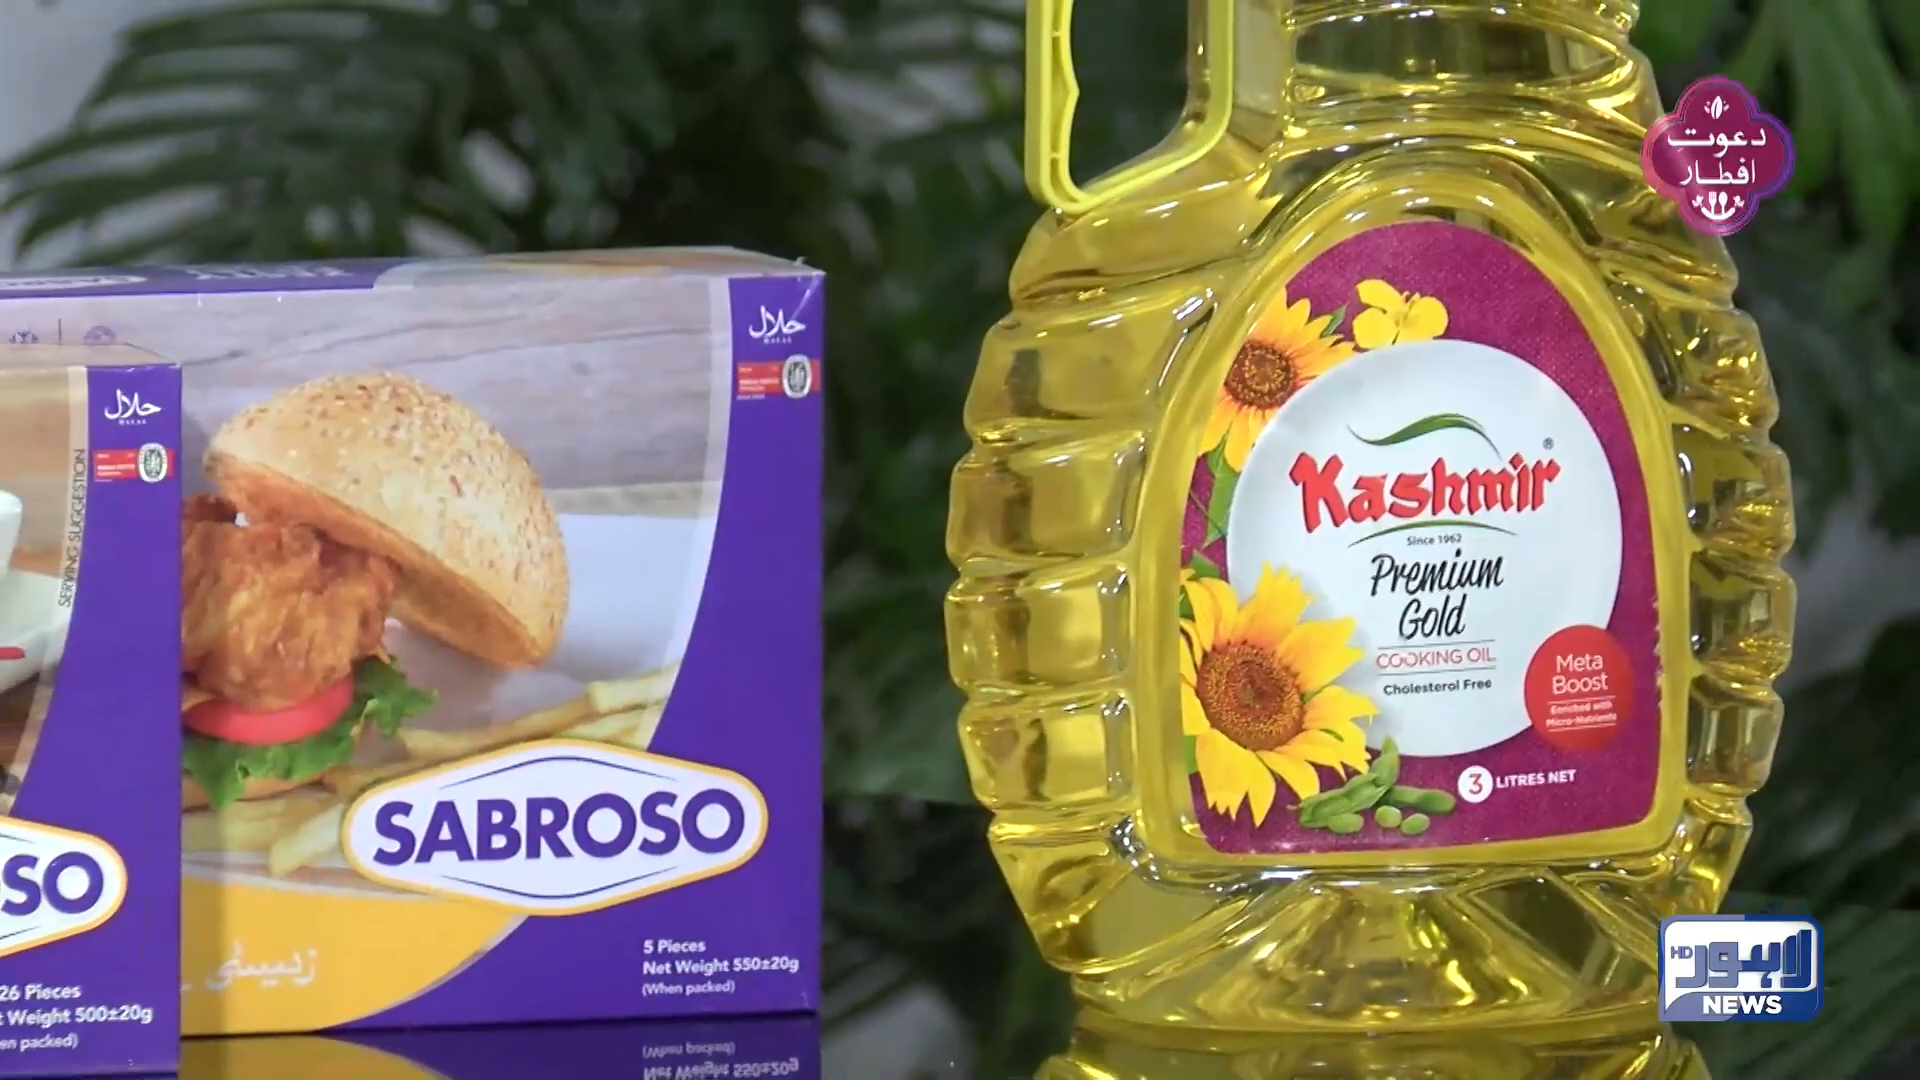 دعوتِ
افطار
حلال
HALAL
حلال
HALAL
SERVING SUGGESTION
SABROSO
SO
5 Pieces
Net Weight 550±20g
(When packed)
26 Pieces
Weight 500±20g
packed)
Kashmir®
Since 1962
Premium
Gold
COOKING OIL
Cholesterol Free
Meta
Boost
Enriched with
Micro-Nutrients
3 LITRES NET
لاہور HD
NEWS